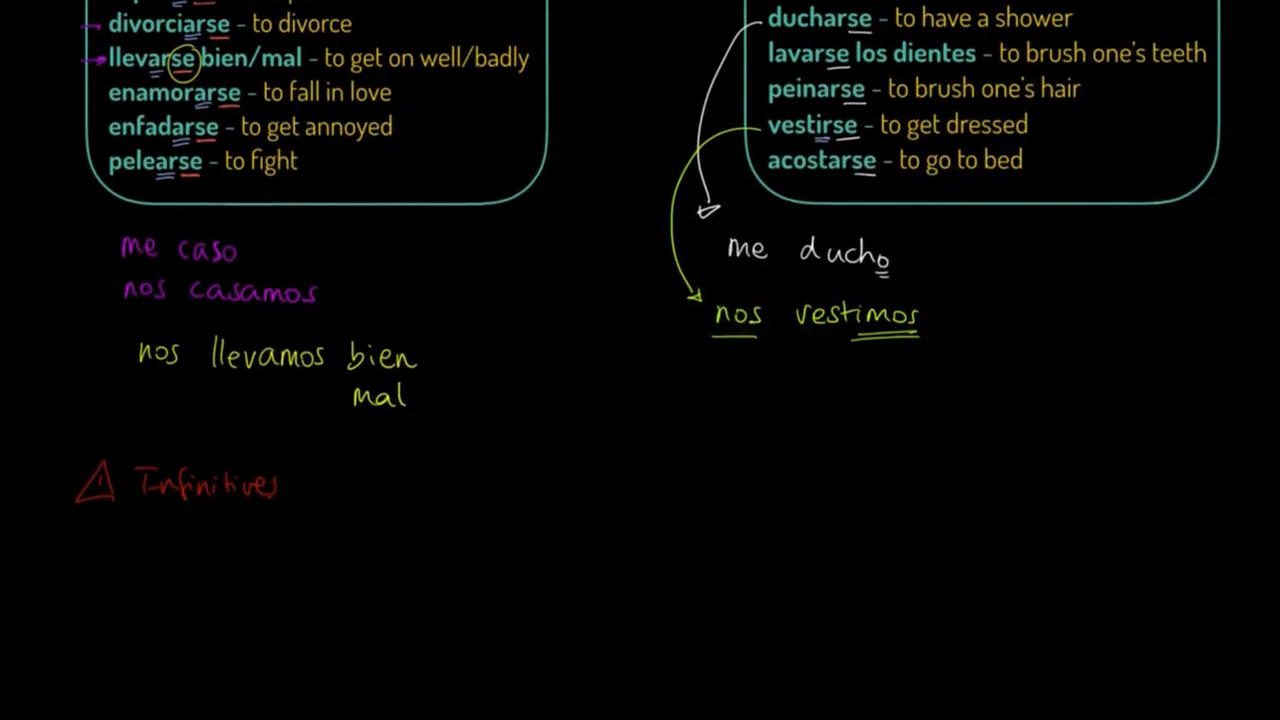 divorciarse - to divorce
llevarse bien/mal - to get on well/badly
enamorarse - to fall in love
enfadarse - to get annoyed
pelearse - to fight
me caso
nos casamos
nos llevamos bien
mal
Infinitives
ducharse - to have a shower
lavarse los dientes - to brush one's teeth
peinarse - to brush one's hair
vestirse - to get dressed
acostarse - to go to bed
me ducho
nos vestimos